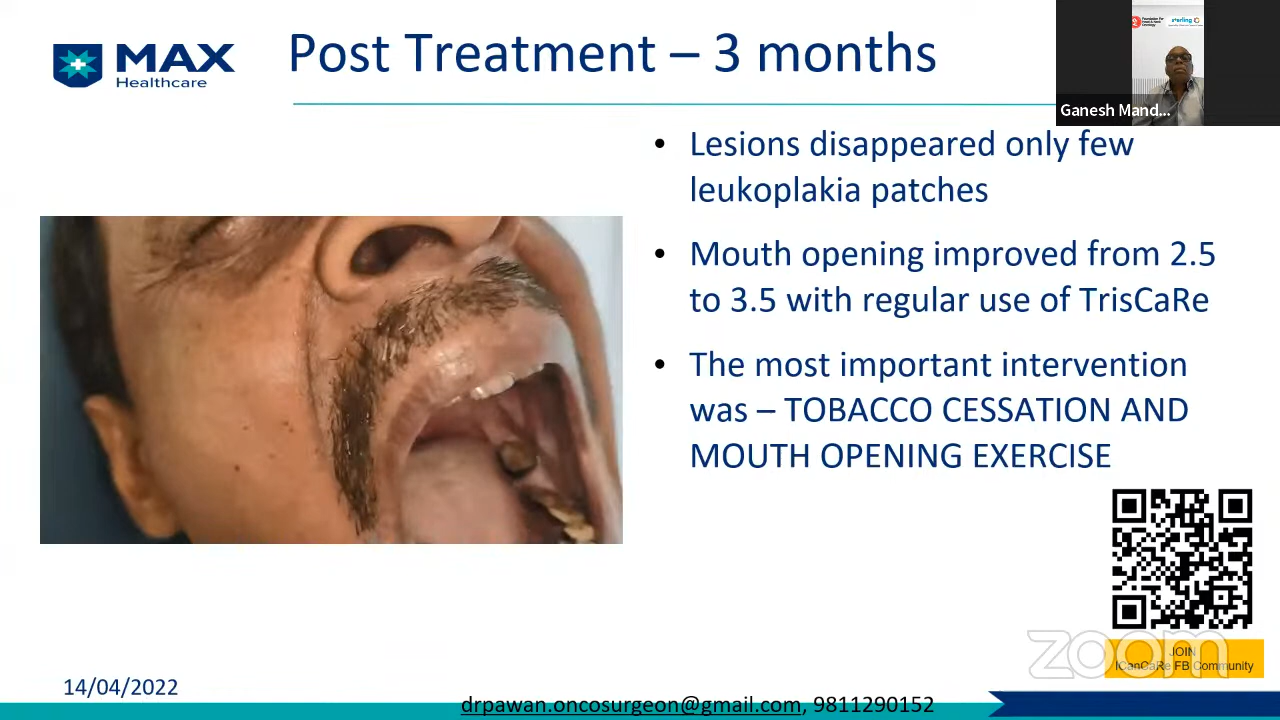 MAX
Healthcare
Post Treatment – 3 months
sterling
Ganesh Mand...
• Lesions disappeared only few
leukoplakia patches
• Mouth opening improved from 2.5
to 3.5 with regular use of TrisCaRe
• The most important intervention
was – TOBACCO CESSATION AND
MOUTH OPENING EXERCISE
zoom
JOIN
ICanCaRe FB Community
14/04/2022
drpawan.oncosurgeon@gmail.com, 9811290152